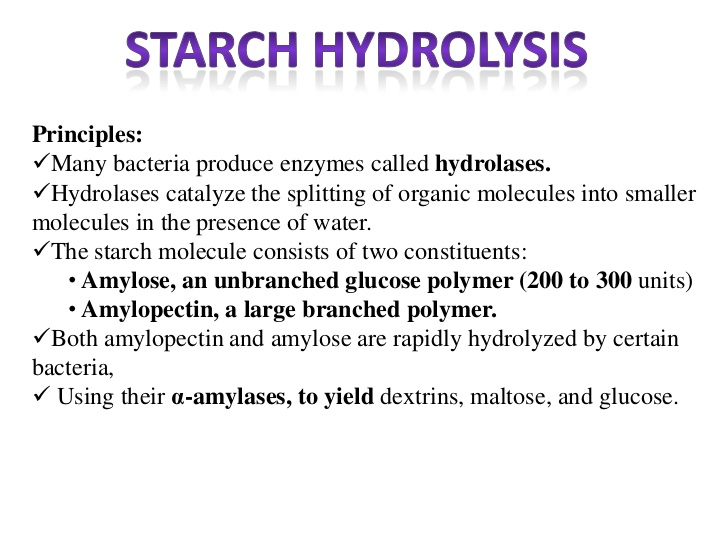 STARCH HYDROLYSIS
Principles:
✓Many bacteria produce enzymes called hydrolases.
✓Hydrolases catalyze the splitting of organic molecules into smaller
molecules in the presence of water.
✓The starch molecule consists of two constituents:
• Amylose, an unbranched glucose polymer (200 to 300 units)
• Amylopectin, a large branched polymer.
✓Both amylopectin and amylose are rapidly hydrolyzed by certain
bacteria,
✓ Using their α-amylases, to yield dextrins, maltose, and glucose.